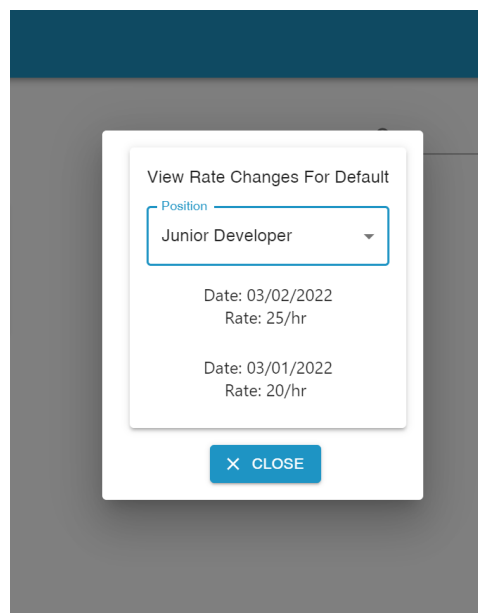 View Rate Changes For Default
Position
Junior Developer
Date: 03/02/2022
Rate: 25/hr
Date: 03/01/2022
Rate: 20/hr
CLOSE